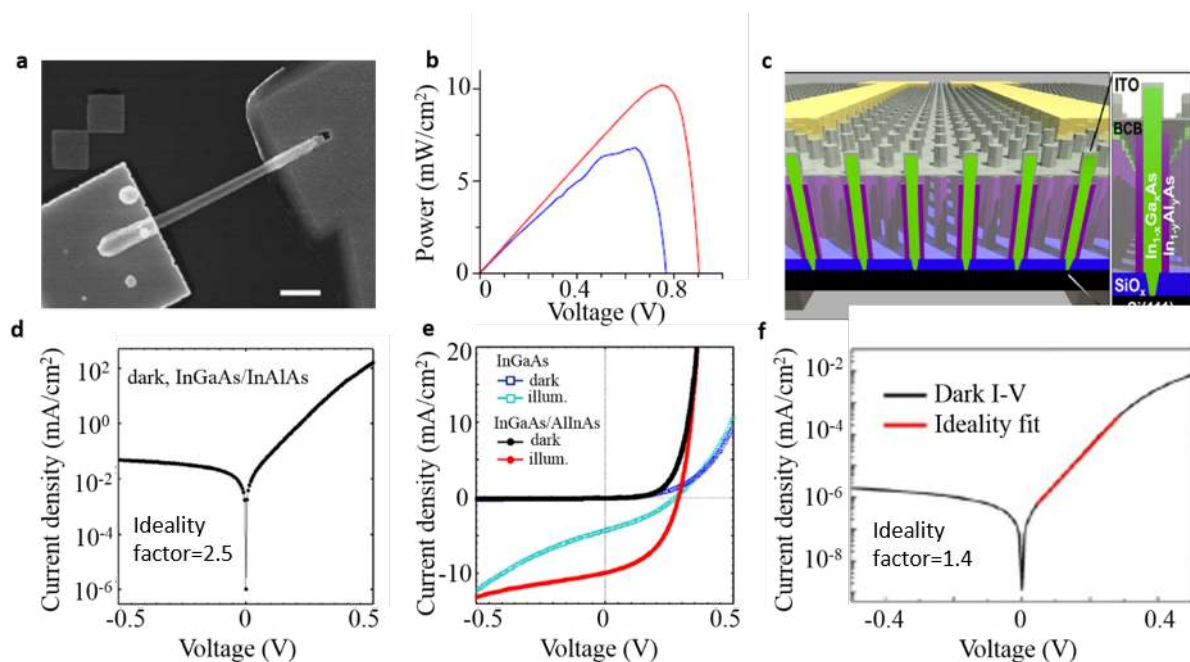 a
b
10
5
0
Power (mW/cm²)
0
0.4
0.8
Voltage (V)
c
ITO
BCB
In₁₋ₓGaₓAs
In₁₋ᵧAlᵧAs
SiOₓ
d
10²
10⁰
10⁻²
10⁻⁴
10⁻⁶
Current density (mA/cm²)
dark, InGaAs/InAlAs
Ideality
factor=2.5
-0.5
0
0.5
Voltage (V)
e
20
10
0
-10
Current density (mA/cm²)
InGaAs
dark
illum.
InGaAs/AlInAs
dark
illum.
-0.5
0
0.5
Voltage (V)
f
10⁻²
10⁻⁴
10⁻⁶
10⁻⁸
Current density (mA/cm²)
Dark I-V
Ideality fit
Ideality
factor=1.4
-0.4
0
0.4
Voltage (V)